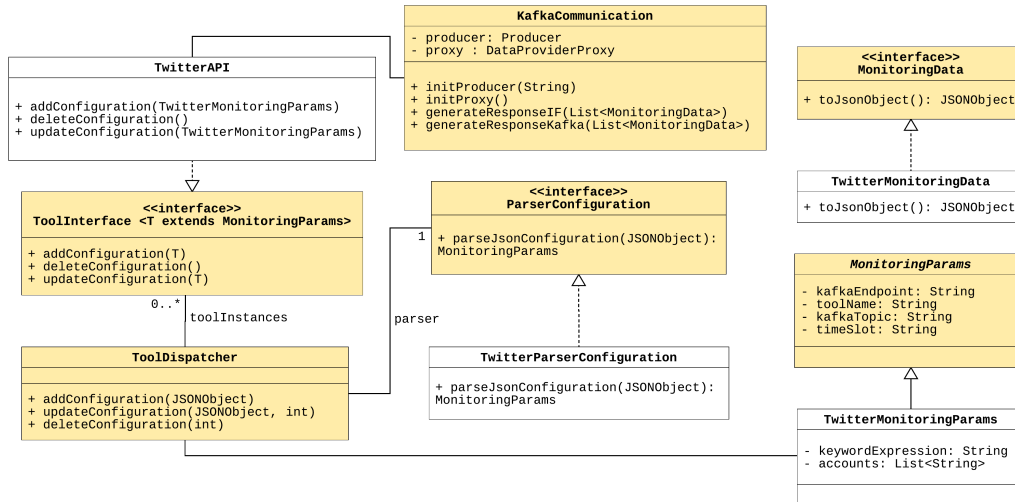 KafkaCommunication
- producer: Producer
- proxy : DataProviderProxy
+ initProducer(String)
+ initProxy()
+ generateResponseIF(List<MonitoringData>)
+ generateResponseKafka(List<MonitoringData>)
TwitterAPI
+ addConfiguration(TwitterMonitoringParams)
+ deleteConfiguration()
+ updateConfiguration(TwitterMonitoringParams)
<<interface>>
MonitoringData
+ toJsonObject(): JSONObject
TwitterMonitoringData
+ toJsonObject(): JSONObject
<<interface>>
ToolInterface <T extends MonitoringParams>
+ addConfiguration(T)
+ deleteConfiguration()
+ updateConfiguration(T)
<<interface>>
ParserConfiguration
+ parseJsonConfiguration(JSONObject):
MonitoringParams
1
0..*
toolInstances
parser
MonitoringParams
- kafkaEndpoint: String
- toolName: String
- kafkaTopic: String
- timeSlot: String
ToolDispatcher
+ addConfiguration(JSONObject)
+ updateConfiguration(JSONObject, int)
+ deleteConfiguration(int)
TwitterParserConfiguration
+ parseJsonConfiguration(JSONObject):
MonitoringParams
TwitterMonitoringParams
- keywordExpression: String
- accounts: List<String>